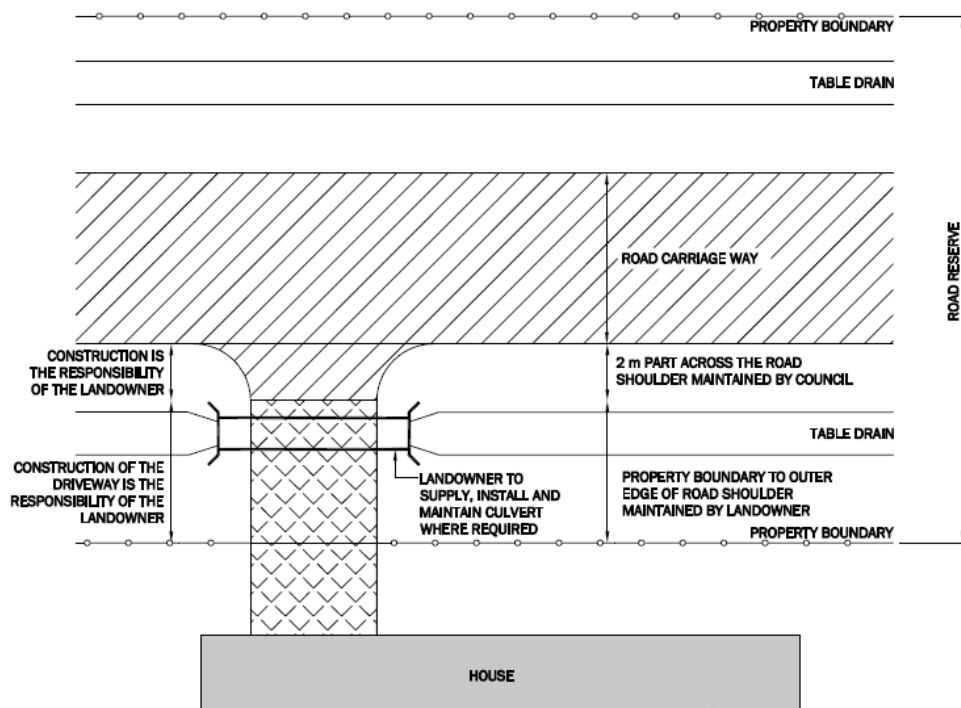 PROPERTY BOUNDARY
TABLE DRAIN
ROAD CARRIAGE WAY
ROAD RESERVE
CONSTRUCTION IS
THE RESPONSIBILITY
OF THE LANDOWNER
2 m PART ACROSS THE ROAD
SHOULDER MAINTAINED BY COUNCIL
TABLE DRAIN
CONSTRUCTION OF THE
DRIVEWAY IS THE
RESPONSIBILITY OF THE
LANDOWNER
LANDOWNER TO
SUPPLY, INSTALL AND
MAINTAIN CULVERT
WHERE REQUIRED
PROPERTY BOUNDARY TO OUTER
EDGE OF ROAD SHOULDER
MAINTAINED BY LANDOWNER
PROPERTY BOUNDARY
HOUSE